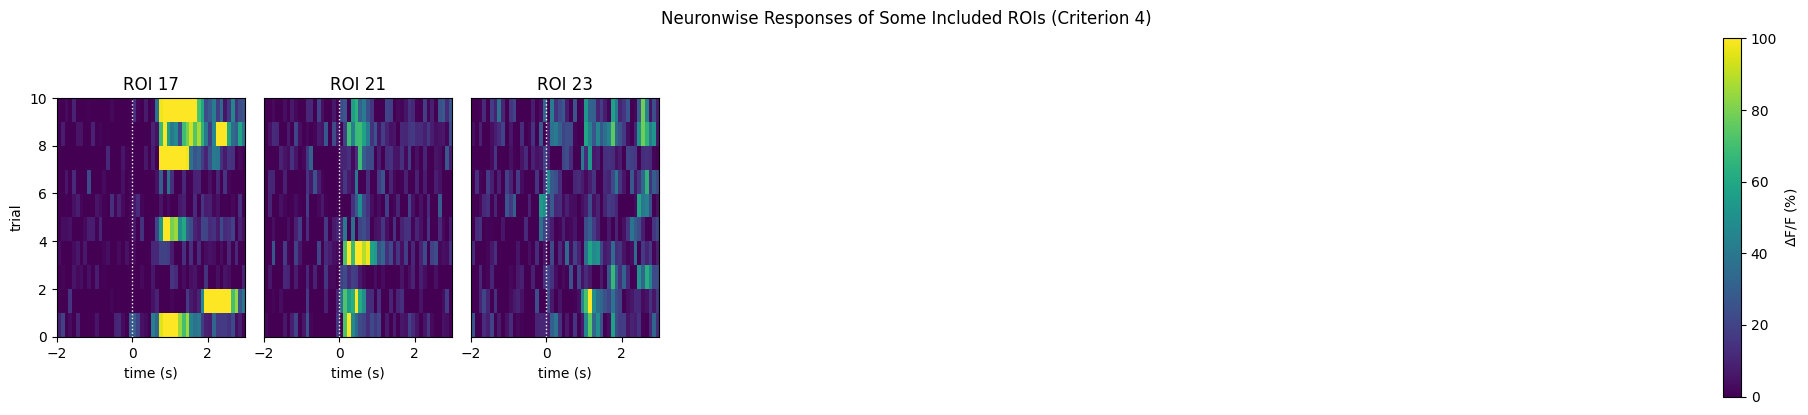 Neuronwise Responses of Some Included ROIs (Criterion 4)
ROI 17
ROI 21
ROI 23
trial
10
8
6
4
2
0
−2 0 2
−2 0 2
−2 0 2
time (s)
time (s)
time (s)
100
80
60
40
20
0
ΔF/F (%)